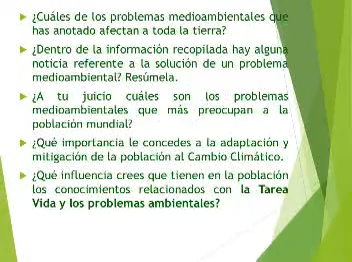 ¿Cuáles de los problemas medioambientales que
has anotado afectan a toda la tierra?
¿Dentro de la información recopilada hay alguna
noticia referente a la solución de un problema
medioambiental? Resúmela.
¿A tu juicio cuáles son los problemas
medioambientales que más preocupan a la
población mundial?
¿Qué importancia le concedes a la adaptación y
mitigación de la población al Cambio Climático.
¿Qué influencia crees que tienen en la población
los conocimientos relacionados con la Tarea
Vida y los problemas ambientales?